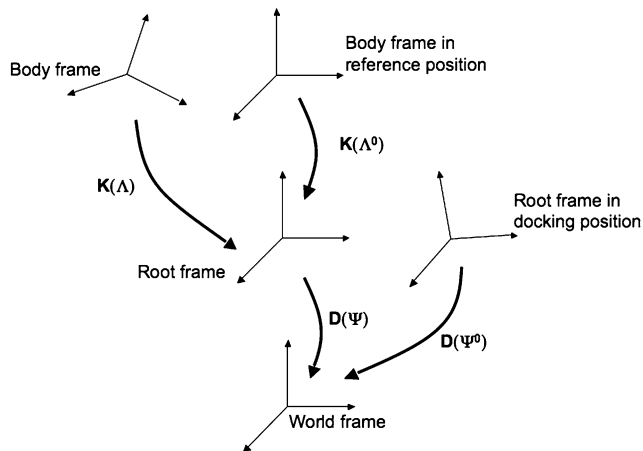 Body frame
Body frame in
reference position
K(Λ⁰)
K(Λ)
Root frame in
docking position
Root frame
D(Ψ)
D(Ψ⁰)
World frame